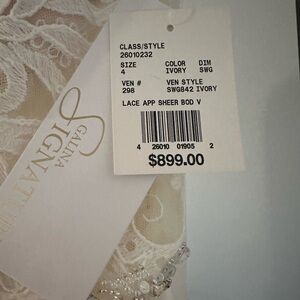 CLASS/STYLE
26010232
SIZE COLOR DIM
4 IVORY SWG
VEN # VEN STYLE
298 SWG842 IVORY
LACE APP SHEER BOD V
4 26010 01905 2
$899.00
GALINA
SIGNATURE